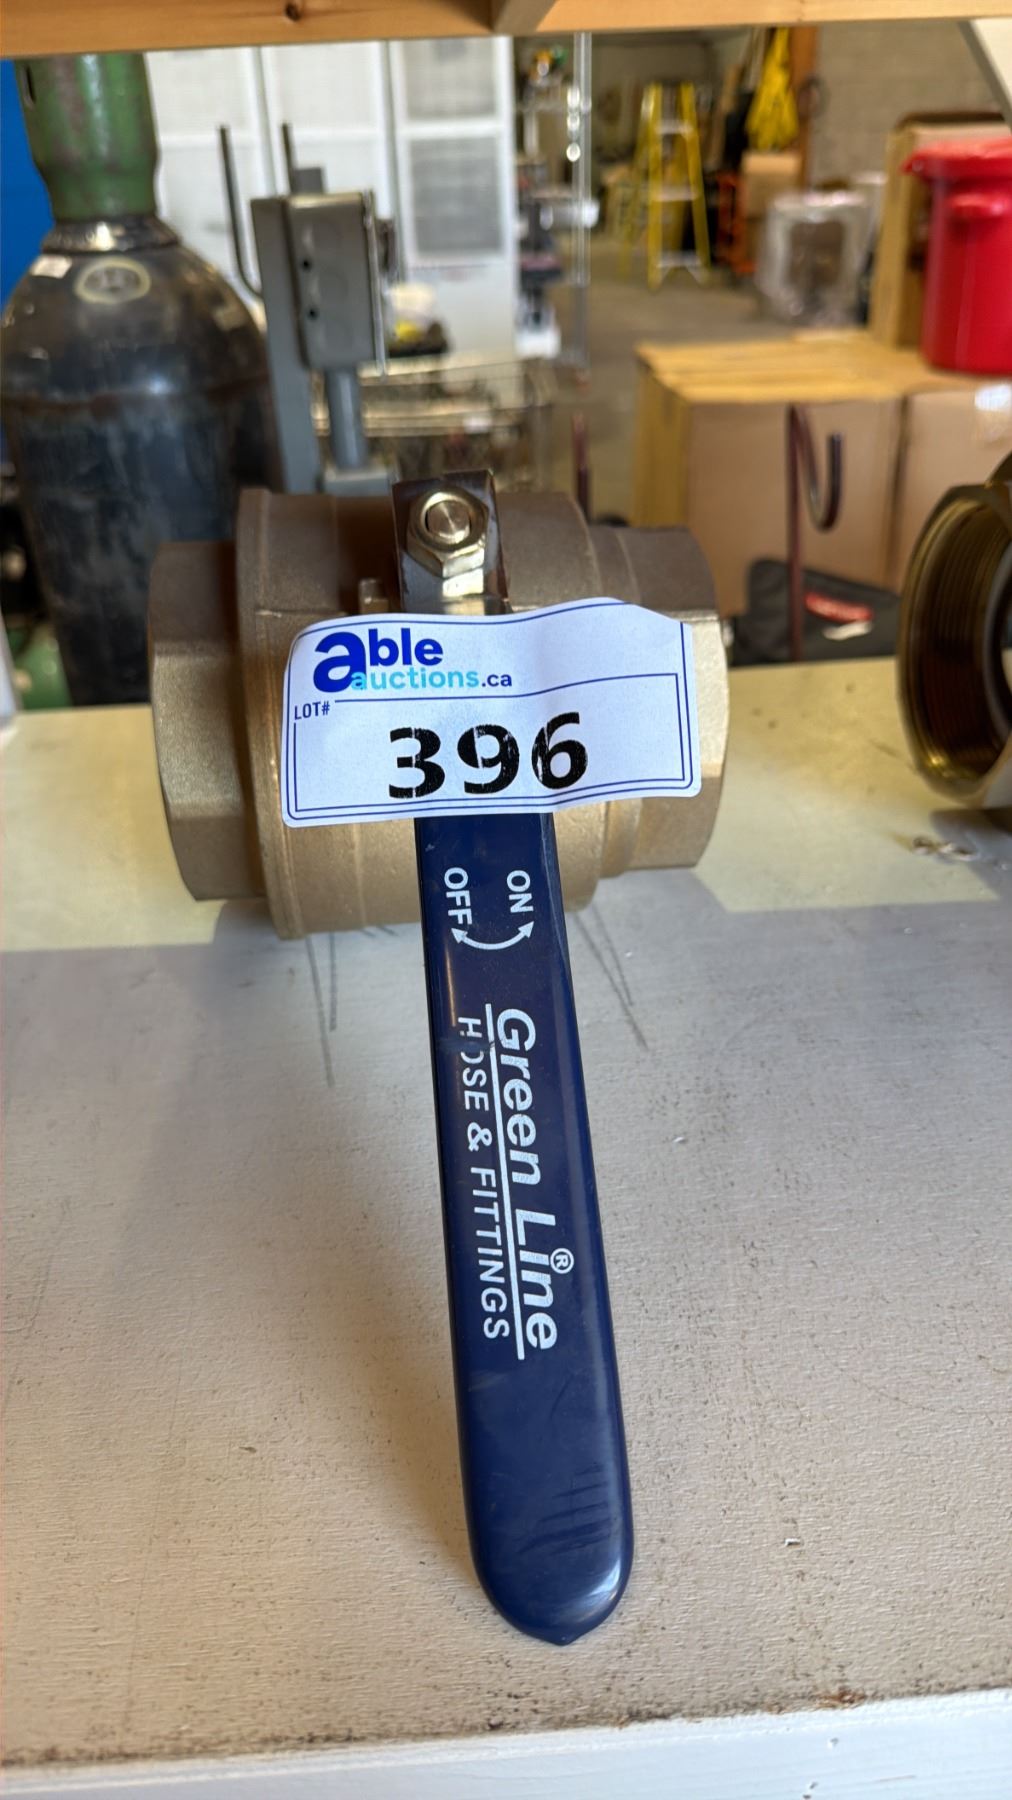 able
auctions.ca
LOT#
396
OFF ON
Green Line®
HOSE & FITTINGS